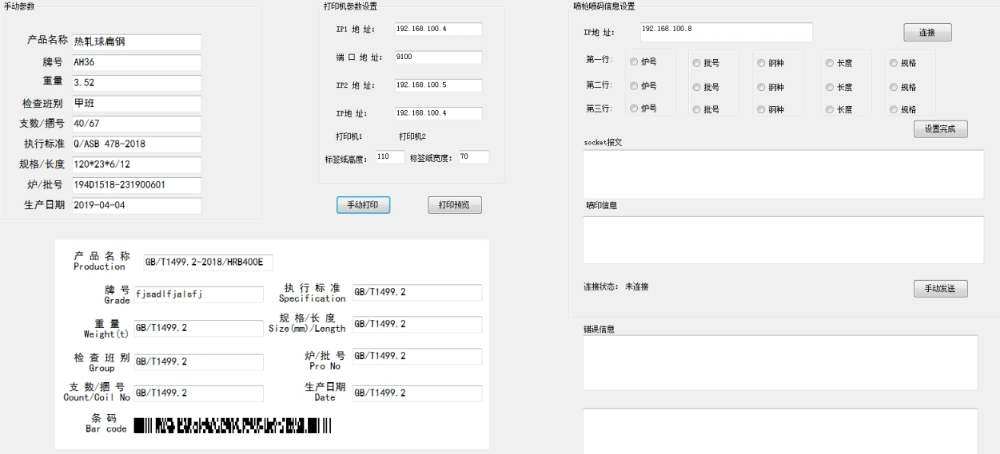 手动参数
产品名称 热轧球扁钢
牌号 AH36
重量 3.52
检查班别 甲班
支数/捆号 40/67
执行标准 Q/ASB 478-2018
规格/长度 120*23*6/12
炉/批号 194D1518-231900601
生产日期 2019-04-04
打印机参数设置
IP1 地 址: 192.168.100.4
端 口 地 址: 9100
IP2 地 址: 192.168.100.5
IP地 址: 192.168.100.4
打印机1 打印机2
标签纸高度: 110 标签纸宽度: 70
手动打印 打印预览
产 品 名 称 GB/T1499.2-2018/HRB400E
Production
牌 号 fjsadlfjalsfj
Grade
执 行 标 准 GB/T1499.2
Specification
重 量 GB/T1499.2
Weight(t)
规 格/长 度 GB/T1499.2
Size(mm)/Length
检 查 班 别 GB/T1499.2
Group
炉/批 号 GB/T1499.2
Pro No
支 数/捆 号 GB/T1499.2
Count/Coil No
生产日期 GB/T1499.2
Date
条 码
Bar code
喷枪喷码信息设置
IP地 址: 192.168.100.8 连接
第一行: 炉号 批号 钢种 长度 规格
第二行: 炉号 批号 钢种 长度 规格
第三行: 炉号 批号 钢种 长度 规格
设置完成
socket报文
喷印信息
连接状态: 未连接 手动发送
错误信息